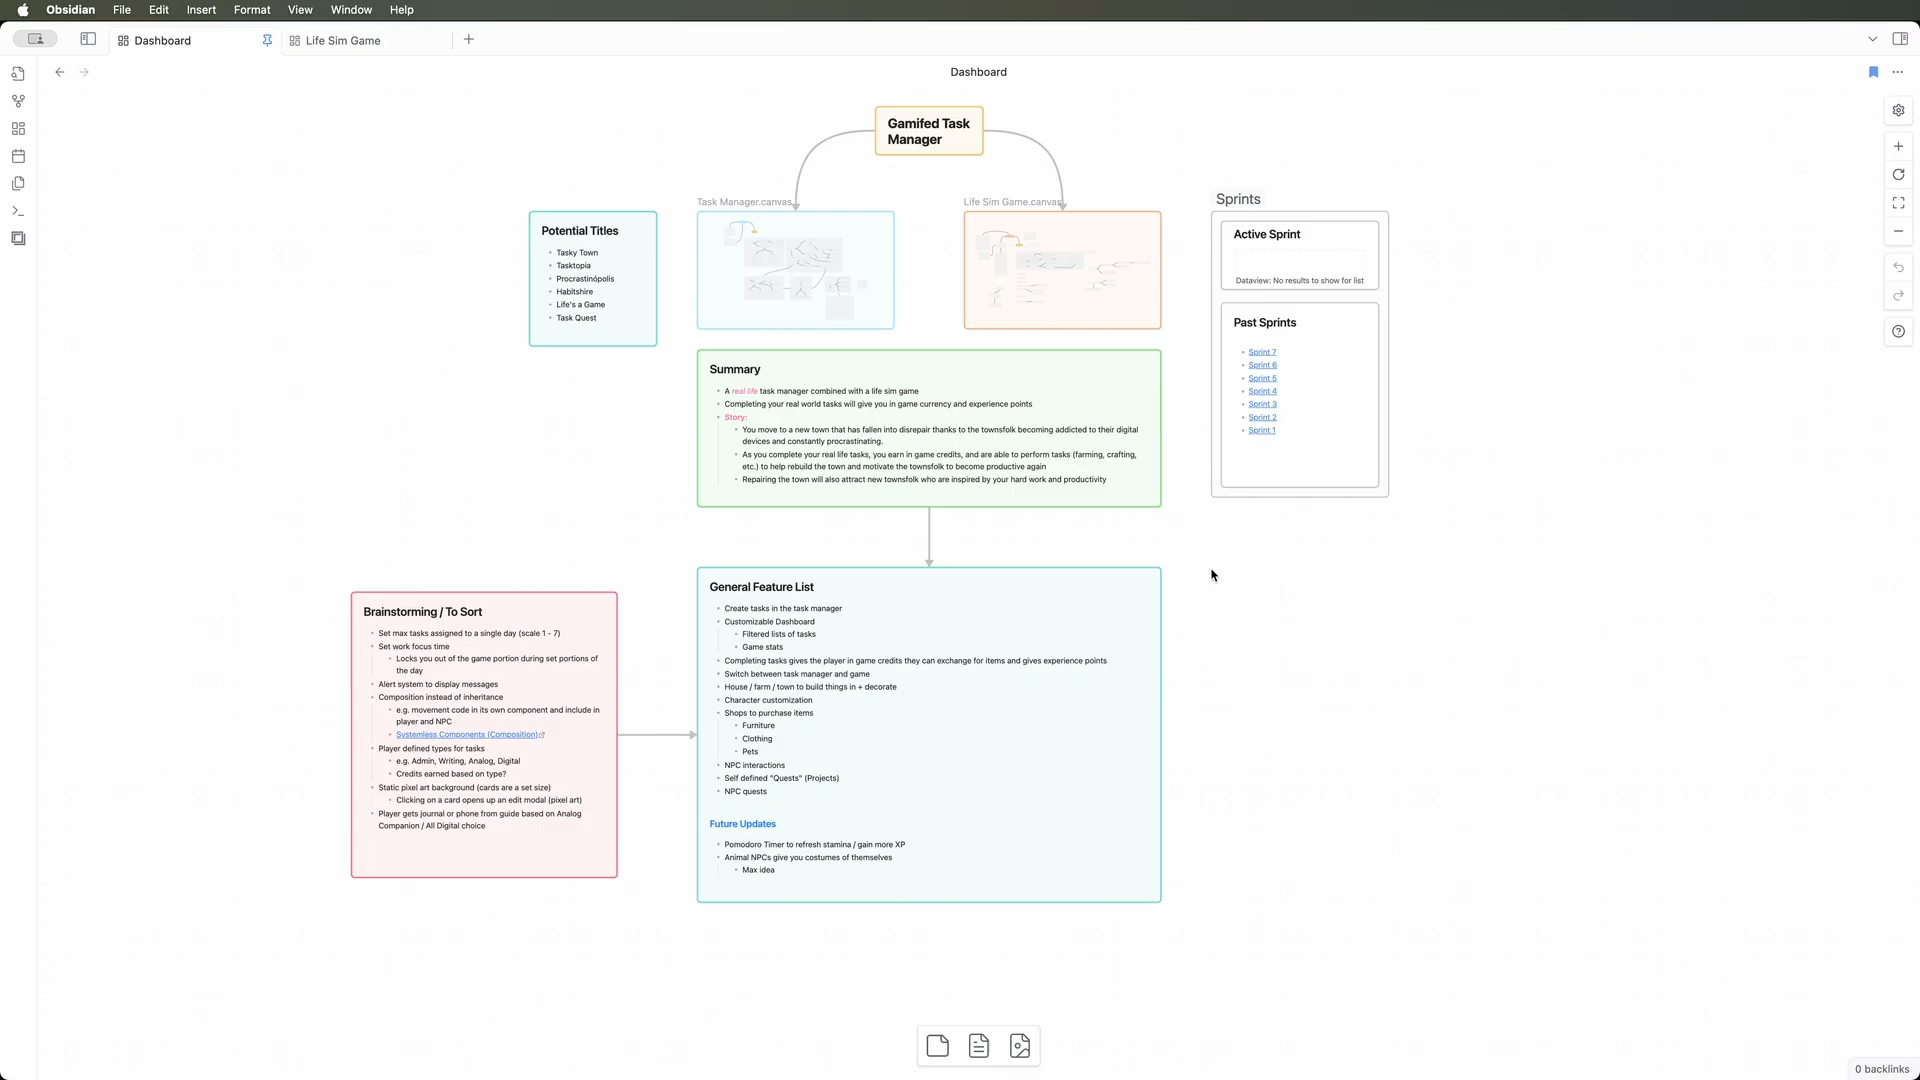 Obsidian File Edit Insert Format View Window Help
Dashboard
Life Sim Game
Dashboard
Gamifed Task
Manager
Task Manager.canvas
Life Sim Game.canvas
Potential Titles
Tasky Town
Tasktopia
Procrastinópolis
Habitshire
Life's a Game
Task Quest
Sprints
Active Sprint
Dataview: No results to show for list
Past Sprints
Sprint 7
Sprint 6
Sprint 5
Sprint 4
Sprint 3
Sprint 2
Sprint 1
Summary
A real life task manager combined with a life sim game
Completing your real world tasks will give you in game currency and experience points
Story:
You move to a new town that has fallen into disrepair thanks to the townsfolk becoming addicted to their digital
devices and constantly procrastinating.
As you complete your real life tasks, you earn in game credits, and are able to perform tasks (farming, crafting,
etc.) to help rebuild the town and motivate the townsfolk to become productive again
Repairing the town will also attract new townsfolk who are inspired by your hard work and productivity
Brainstorming / To Sort
Set max tasks assigned to a single day (scale 1 - 7)
Set work focus time
Locks you out of the game portion during set portions of
the day
Alert system to display messages
Composition instead of inheritance
e.g. movement code in its own component and include in
player and NPC
Systemless Components (Composition)
Player defined types for tasks
e.g. Admin, Writing, Analog, Digital
Credits earned based on type?
Static pixel art background (cards are a set size)
Clicking on a card opens up an edit modal (pixel art)
Player gets journal or phone from guide based on Analog
Companion / All Digital choice
General Feature List
Create tasks in the task manager
Customizable Dashboard
Filtered lists of tasks
Game stats
Completing tasks gives the player in game credits they can exchange for items and gives experience points
Switch between task manager and game
House / farm / town to build things in + decorate
Character customization
Shops to purchase items
Furniture
Clothing
Pets
NPC interactions
Self defined "Quests" (Projects)
NPC quests
Future Updates
Pomodoro Timer to refresh stamina / gain more XP
Animal NPCs give you costumes of themselves
Max idea
0 backlinks